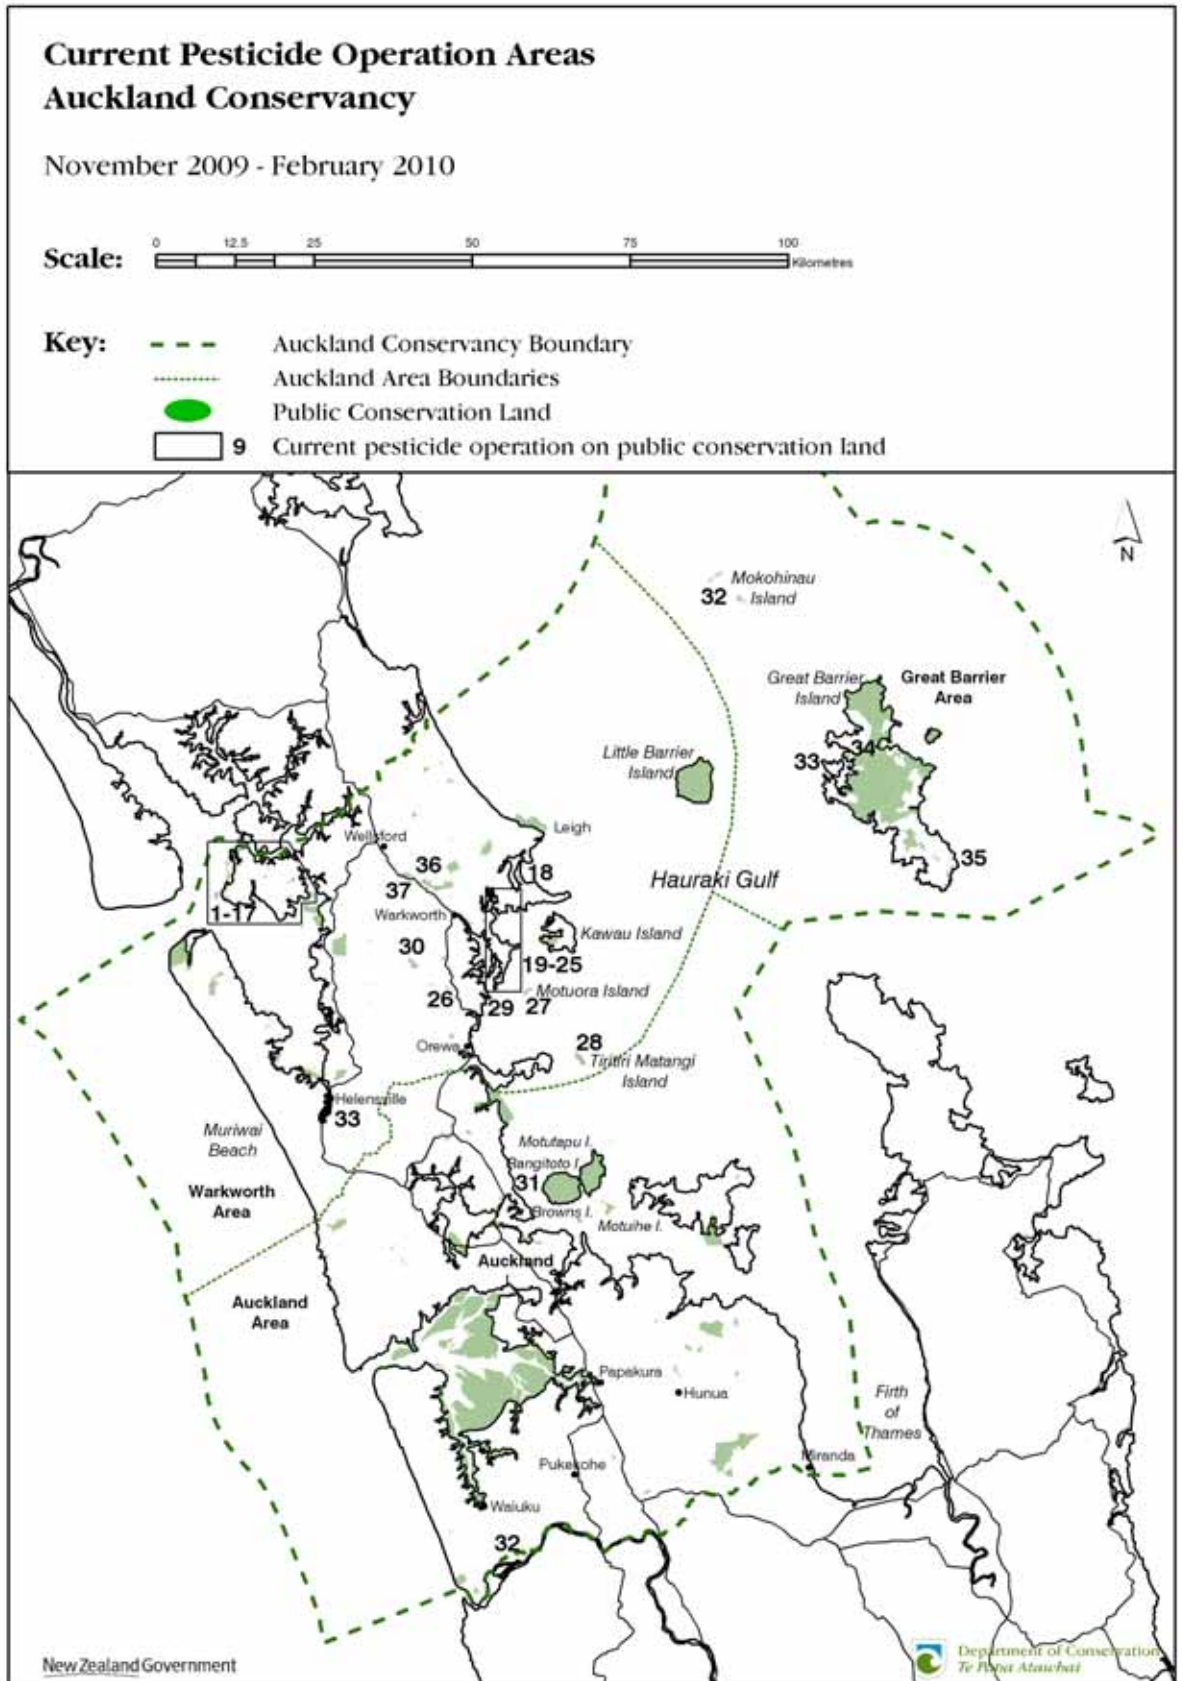 Current Pesticide Operation Areas
Auckland Conservancy
November 2009 - February 2010
Scale:
0 12.5 25 50 75 100
Kilometres
Key:
Auckland Conservancy Boundary
Auckland Area Boundaries
Public Conservation Land
9 Current pesticide operation on public conservation land
N
Mokohinau
32 Island
Great Barrier
Island
Great Barrier
Area
Little Barrier
Island
34
33
Leigh
Wellsford
36
18
35
Hauraki Gulf
37
1-17
Warkworth
Kawau Island
30
19-25
26
29
27
Motuora Island
28
Orewa
Tiritiri Matangi
Island
Helensville
33
Muriwai
Beach
Motutapu I.
Rangitoto I.
31
Warkworth
Area
Browns I.
Motuihe I.
Auckland
Auckland
Area
Papakura
Hunua
Firth
of
Thames
Pukekohe
Miranda
Waiuku
32
New Zealand Government
Department of Conservation
Te Papa Atawhai